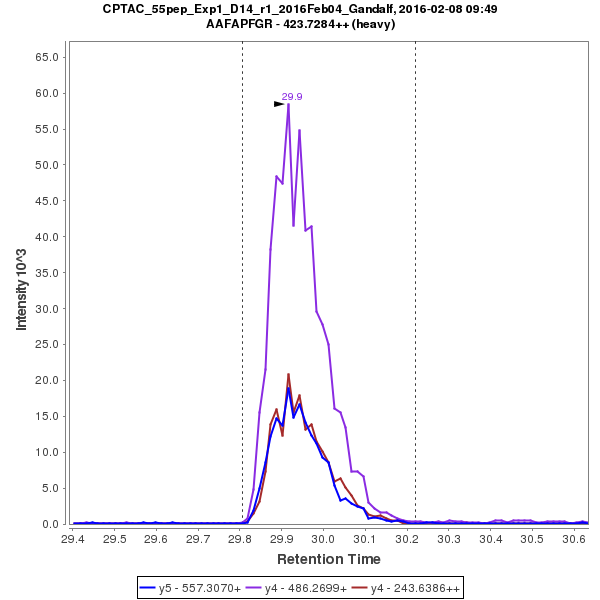 CPTAC_55pep_Exp1_D14_r1_2016Feb04_Gandalf, 2016-02-08 09:49
AAFAPFGR - 423.7284++ (heavy)
65.0
60.0
55.0
50.0
45.0
40.0
35.0
30.0
25.0
20.0
15.0
10.0
5.0
0.0
Intensity 10^3
29.9
29.4 29.5 29.6 29.7 29.8 29.9 30.0 30.1 30.2 30.3 30.4 30.5 30.6
Retention Time
y5 - 557.3070+ y4 - 486.2699+ y4 - 243.6386++